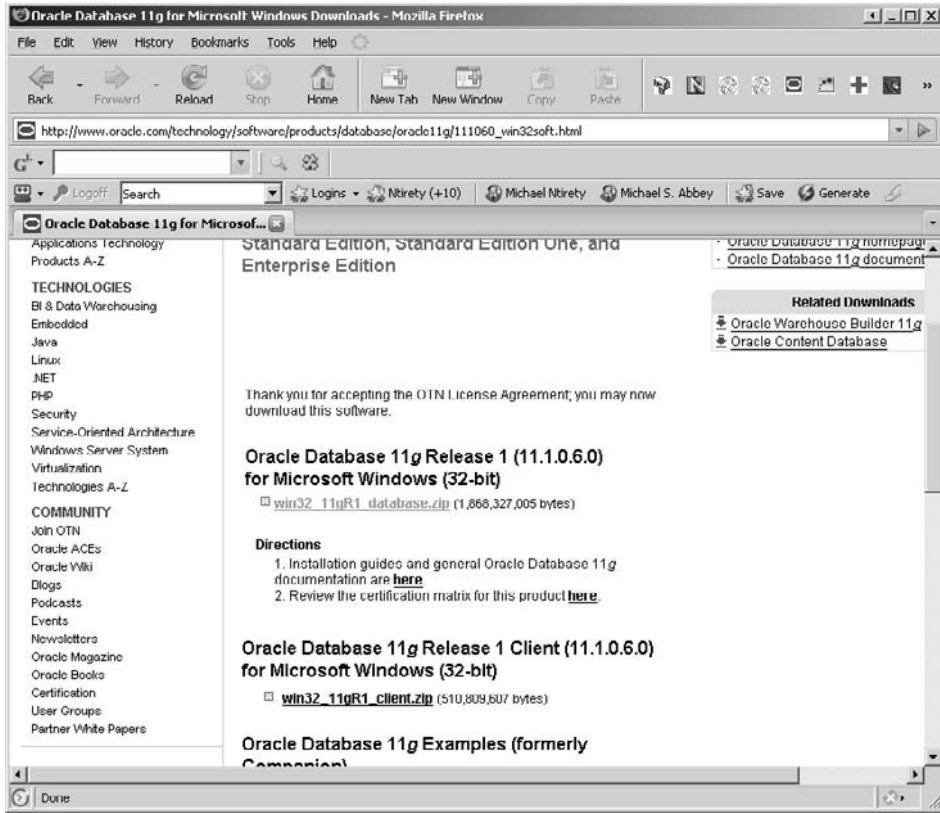 Oracle Database 11g for Microsoft Windows Downloads - Mozilla Firefox
File Edit View History Bookmarks Tools Help
Back Forward Reload Stop Home New Tab New Window Copy Paste »
http://www.oracle.com/technology/software/products/database/oracle11g/111060_win32soft.html
G
Logoff Search Logins Ntirety (+10) Michael Ntirety Michael S. Abbey Save Generate
Oracle Database 11g for Microsof...
Applications Technology
Products A-Z
TECHNOLOGIES
BI & Data Warehousing
Embedded
Java
Linux
.NET
PHP
Security
Service-Oriented Architecture
Windows Server System
Virtualization
Technologies A-Z
COMMUNITY
Join OTN
Oracle ACEs
Oracle Wiki
Blogs
Podcasts
Events
Newsletters
Oracle Magazine
Oracle Books
Certification
User Groups
Partner White Papers
Standard Edition, Standard Edition One, and
Enterprise Edition
Thank you for accepting the OTN License Agreement; you may now
download this software.
Oracle Database 11g Release 1 (11.1.0.6.0)
for Microsoft Windows (32-bit)
win32_11gR1_database.zip (1,868,327,005 bytes)
Directions
1. Installation guides and general Oracle Database 11g
documentation are here
2. Review the certification matrix for this product here.
Oracle Database 11g Release 1 Client (11.1.0.6.0)
for Microsoft Windows (32-bit)
win32_11gR1_client.zip (510,809,607 bytes)
Oracle Database 11g Examples (formerly
Companion)
- Oracle Database 11g homepag
- Oracle Database 11g document
Related Downloads
Oracle Warehouse Builder 11g
Oracle Content Database
Done